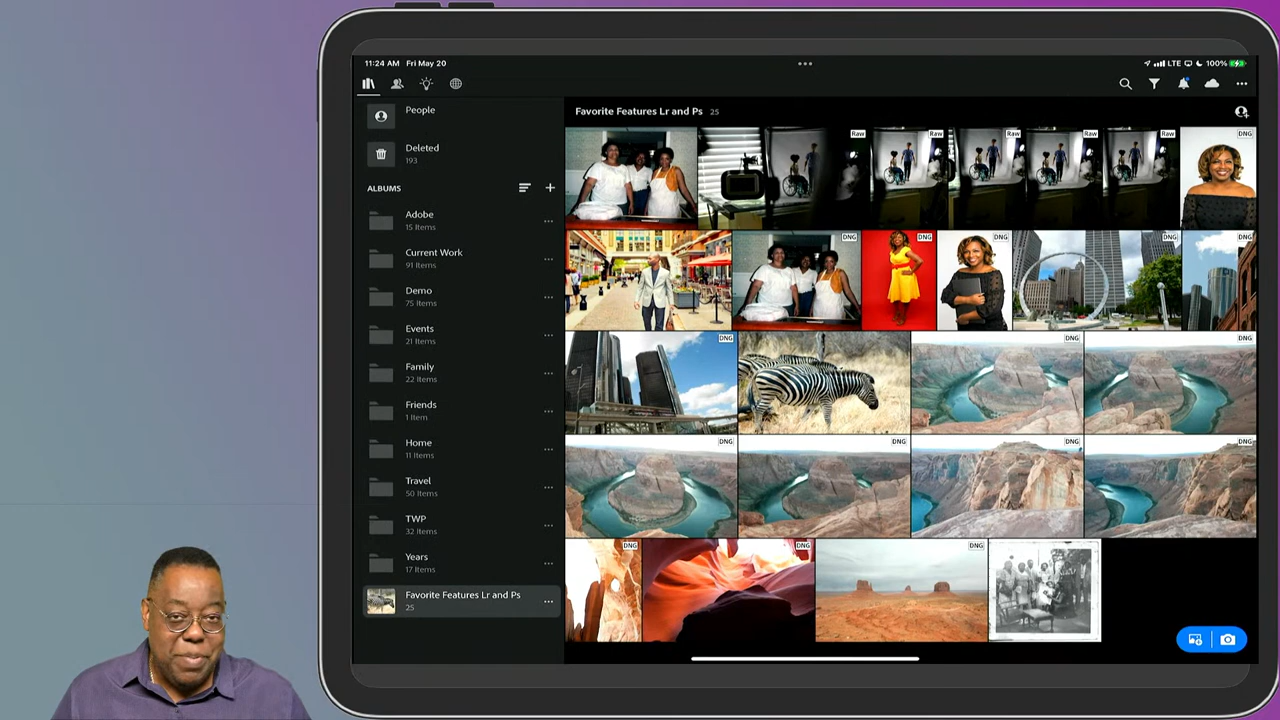 11:24 AM Fri May 20
LTE 100%
People
Deleted
193
ALBUMS
Adobe
15 Items
Current Work
91 Items
Demo
75 Items
Events
21 Items
Family
22 Items
Friends
1 Item
Home
11 Items
Travel
50 Items
TWP
32 Items
Years
17 Items
Favorite Features Lr and Ps
25
Favorite Features Lr and Ps 25
Raw Raw Raw Raw Raw DNG
DNG DNG DNG DNG DNG
DNG DNG DNG
DNG DNG DNG DNG
DNG DNG DNG